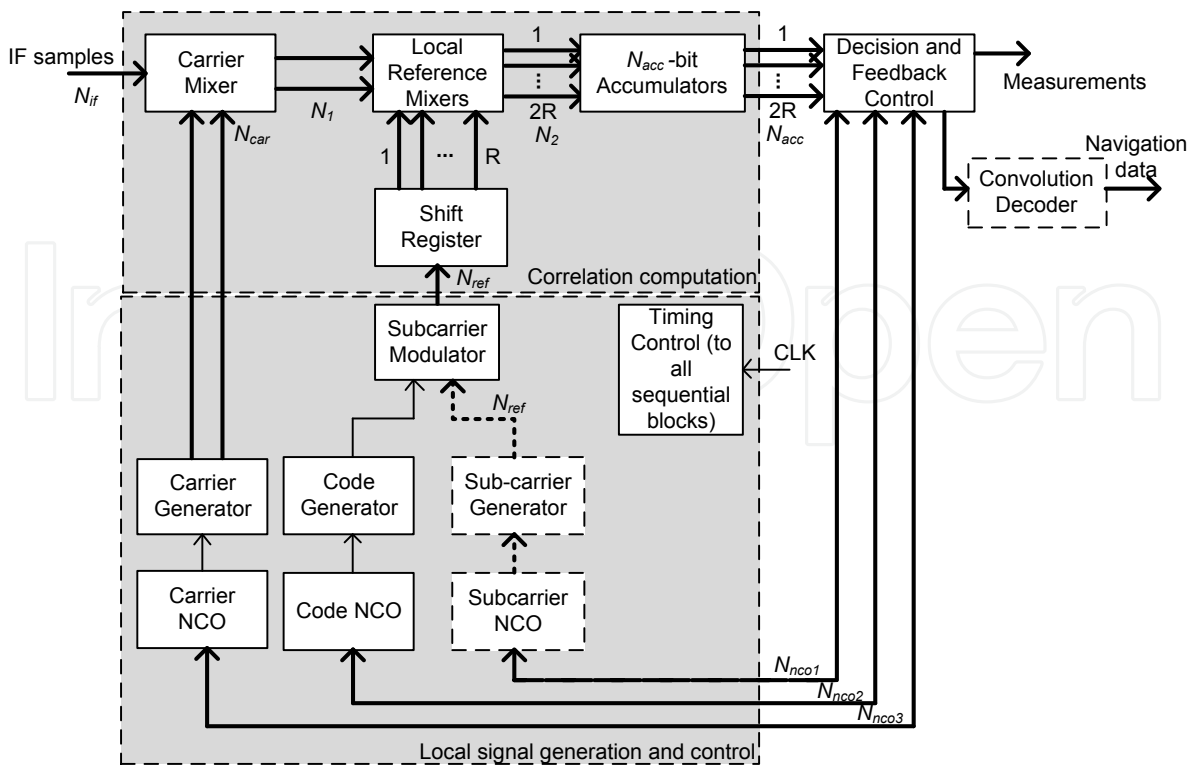 IF samples
N_if
Carrier
Mixer
N_1
Local
Reference
Mixers
1
⋮
2R
N_2
N_acc -bit
Accumulators
1
⋮
2R
N_acc
Decision and
Feedback
Control
Measurements
Navigation
data
Convolution
Decoder
N_car
1
...
R
Shift
Register
N_ref
Correlation computation
Subcarrier
Modulator
Timing
Control (to
all
sequential
blocks)
CLK
N_ref
Carrier
Generator
Code
Generator
Sub-carrier
Generator
Carrier
NCO
Code NCO
Subcarrier
NCO
N_nco1
N_nco2
N_nco3
Local signal generation and control
Open